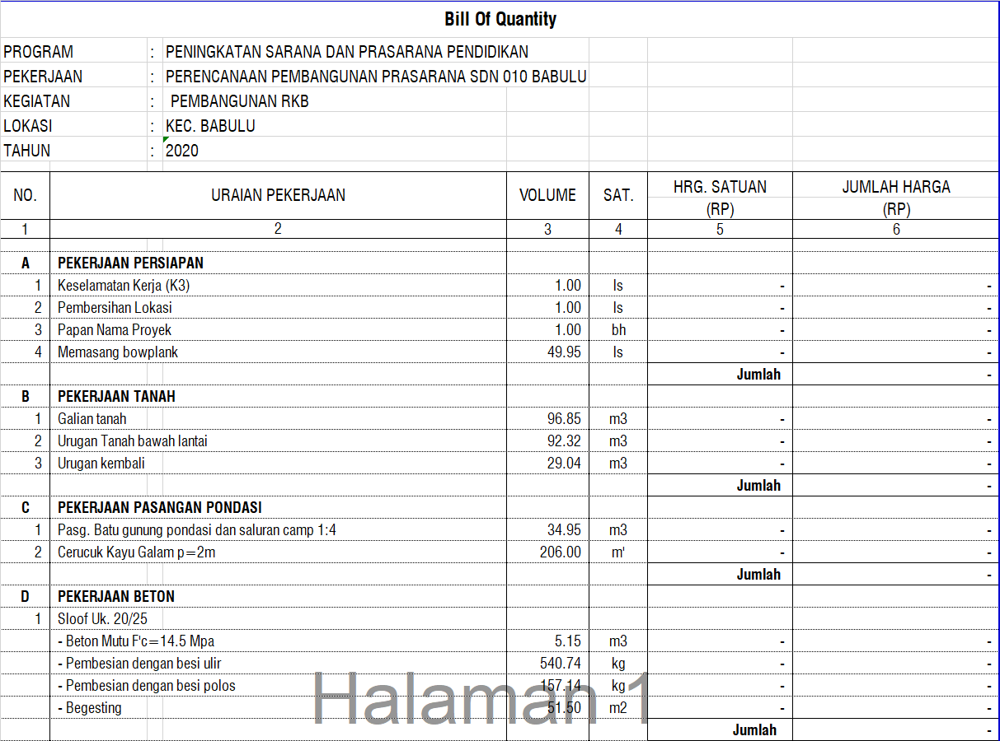 Bill Of Quantity
PROGRAM : PENINGKATAN SARANA DAN PRASARANA PENDIDIKAN
PEKERJAAN : PERENCANAAN PEMBANGUNAN PRASARANA SDN 010 BABULU
KEGIATAN : PEMBANGUNAN RKB
LOKASI : KEC. BABULU
TAHUN : 2020
NO. URAIAN PEKERJAAN VOLUME SAT. HRG. SATUAN (RP) JUMLAH HARGA (RP)
1 2 3 4 5 6
A PEKERJAAN PERSIAPAN
1 Keselamatan Kerja (K3) 1.00 ls - -
2 Pembersihan Lokasi 1.00 ls - -
3 Papan Nama Proyek 1.00 bh - -
4 Memasang bowplank 49.95 ls - -
Jumlah -
B PEKERJAAN TANAH
1 Galian tanah 96.85 m3 - -
2 Urugan Tanah bawah lantai 92.32 m3 - -
3 Urugan kembali 29.04 m3 - -
Jumlah -
C PEKERJAAN PASANGAN PONDASI
1 Pasg. Batu gunung pondasi dan saluran camp 1:4 34.95 m3 - -
2 Cerucuk Kayu Galam p=2m 206.00 m' - -
Jumlah -
D PEKERJAAN BETON
1 Sloof Uk. 20/25
- Beton Mutu F'c=14.5 Mpa 5.15 m3 - -
- Pembesian dengan besi ulir 540.74 kg - -
- Pembesian dengan besi polos 157.14 kg - -
- Begesting 51.50 m2 - -
Jumlah -
Halaman 1